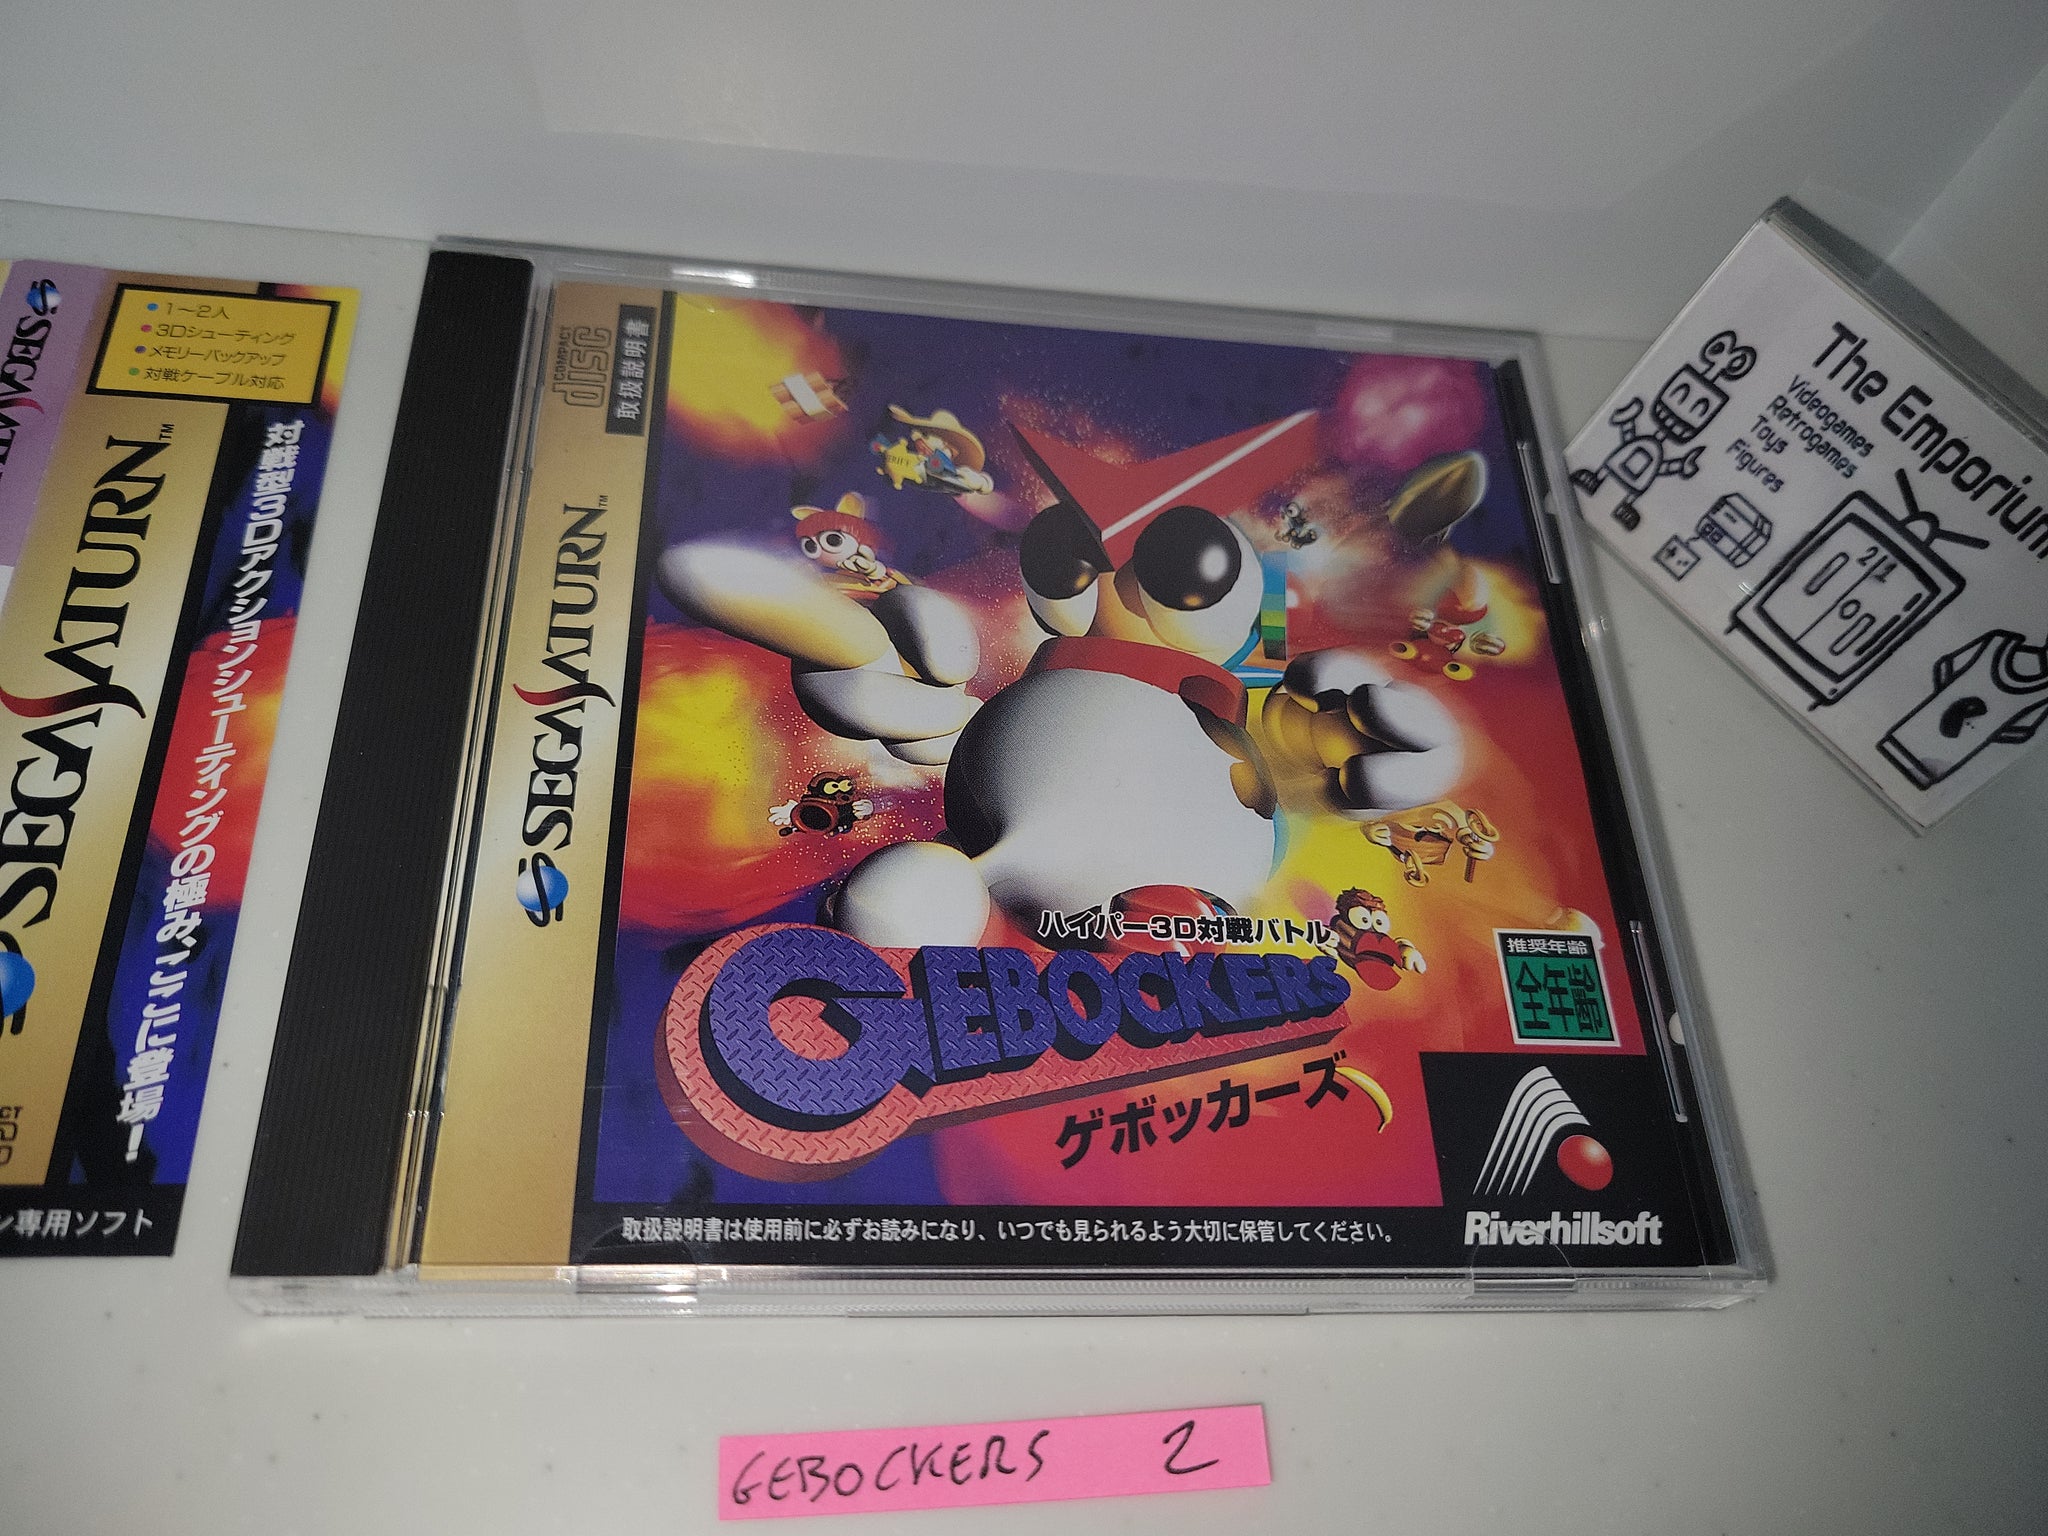 SEGA SATURN
1〜2人
3Dシューティング
メモリーバックアップ
対戦ケーブル対応
SEGA SATURN™
対戦型3Dアクションシューティングの極み、ここに登場!
ン専用ソフト
COMPACT
disc
取扱説明書
SEGA SATURN™
ハイパー3D対戦バトル
GEBOCKERS
ゲボッカーズ
推奨年齢
全年齢
Riverhillsoft
取扱説明書は使用前に必ずお読みになり、いつでも見られるよう大切に保管してください。
The Emporium
Videogames
Retrogames
Toys
Figures
GEBOCKERS 2